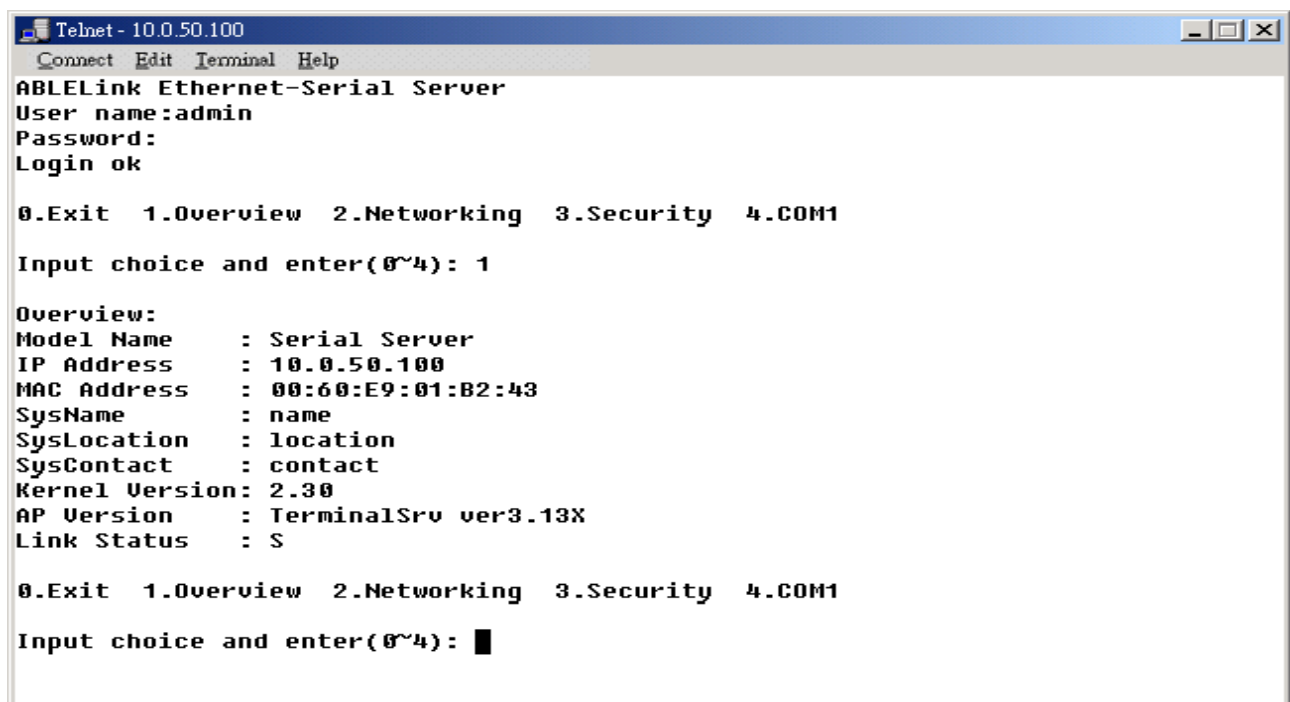 Telnet - 10.0.50.100
Connect Edit Terminal Help
ABLELink Ethernet-Serial Server
User name:admin
Password:
Login ok
0.Exit 1.Overview 2.Networking 3.Security 4.COM1
Input choice and enter(0~4): 1
Overview:
Model Name : Serial Server
IP Address : 10.0.50.100
MAC Address : 00:60:E9:01:B2:43
SysName : name
SysLocation : location
SysContact : contact
Kernel Version: 2.30
AP Version : TerminalSrv ver3.13X
Link Status : S
0.Exit 1.Overview 2.Networking 3.Security 4.COM1
Input choice and enter(0~4):